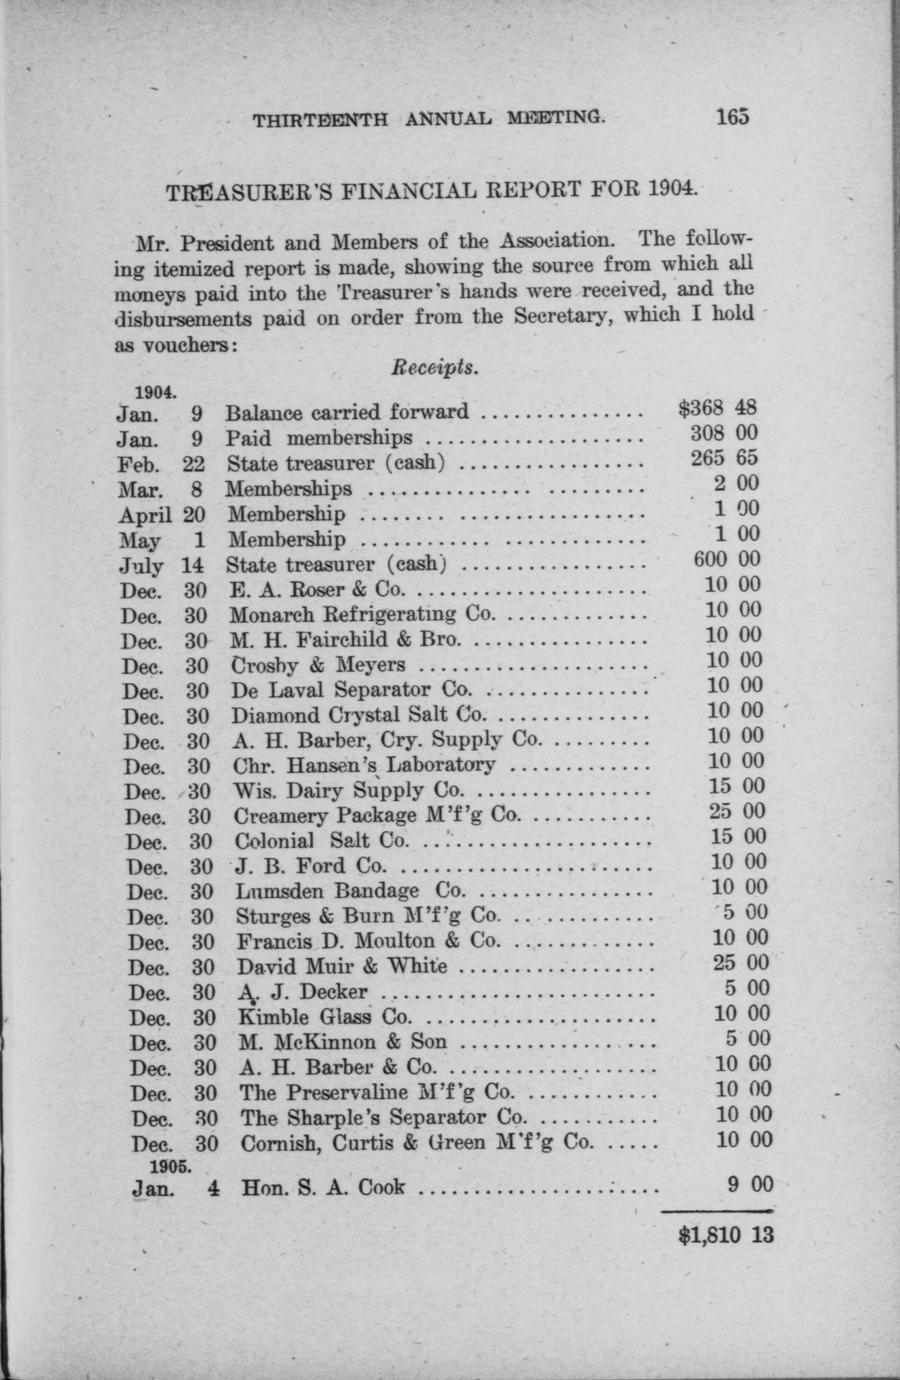 THIRTEENTH ANNUAL MEETING. 165
TREASURER'S FINANCIAL REPORT FOR 1904.
Mr. President and Members of the Association. The follow-
ing itemized report is made, showing the source from which all
moneys paid into the Treasurer's hands were received, and the
disbursements paid on order from the Secretary, which I hold
as vouchers:
Receipts.
1904.
Jan. 9 Balance carried forward ............... $368 48
Jan. 9 Paid memberships .................... 308 00
Feb. 22 State treasurer (cash) ................. 265 65
Mar. 8 Memberships ........................ 2 00
April 20 Membership ........................ 1 00
May 1 Membership ........................ 1 00
July 14 State treasurer (cash) ................. 600 00
Dec. 30 E. A. Roser & Co. ...................... 10 00
Dec. 30 Monarch Refrigerating Co. .............. 10 00
Dec. 30 M. H. Fairchild & Bro. ................. 10 00
Dec. 30 Crosby & Meyers ..................... 10 00
Dec. 30 De Laval Separator Co. ................ 10 00
Dec. 30 Diamond Crystal Salt Co. ............... 10 00
Dec. 30 A. H. Barber, Cry. Supply Co. .......... 10 00
Dec. 30 Chr. Hansen's Laboratory ............. 10 00
Dec. 30 Wis. Dairy Supply Co. ................. 15 00
Dec. 30 Creamery Package M'f'g Co. ............ 25 00
Dec. 30 Colonial Salt Co. ...................... 15 00
Dec. 30 J. B. Ford Co. ........................ 10 00
Dec. 30 Lumsden Bandage Co. ................. 10 00
Dec. 30 Sturges & Burn M'f'g Co. .............. 5 00
Dec. 30 Francis D. Moulton & Co. .............. 10 00
Dec. 30 David Muir & White ................... 25 00
Dec. 30 A. J. Decker ......................... 5 00
Dec. 30 Kimble Glass Co. ...................... 10 00
Dec. 30 M. McKinnon & Son ................... 5 00
Dec. 30 A. H. Barber & Co. .................... 10 00
Dec. 30 The Preservaline M'f'g Co. ............. 10 00
Dec. 30 The Sharple's Separator Co. ............ 10 00
Dec. 30 Cornish, Curtis & Green M'f'g Co. ...... 10 00
1905.
Jan. 4 Hon. S. A. Cook ...................... 9 00
$1,810 13